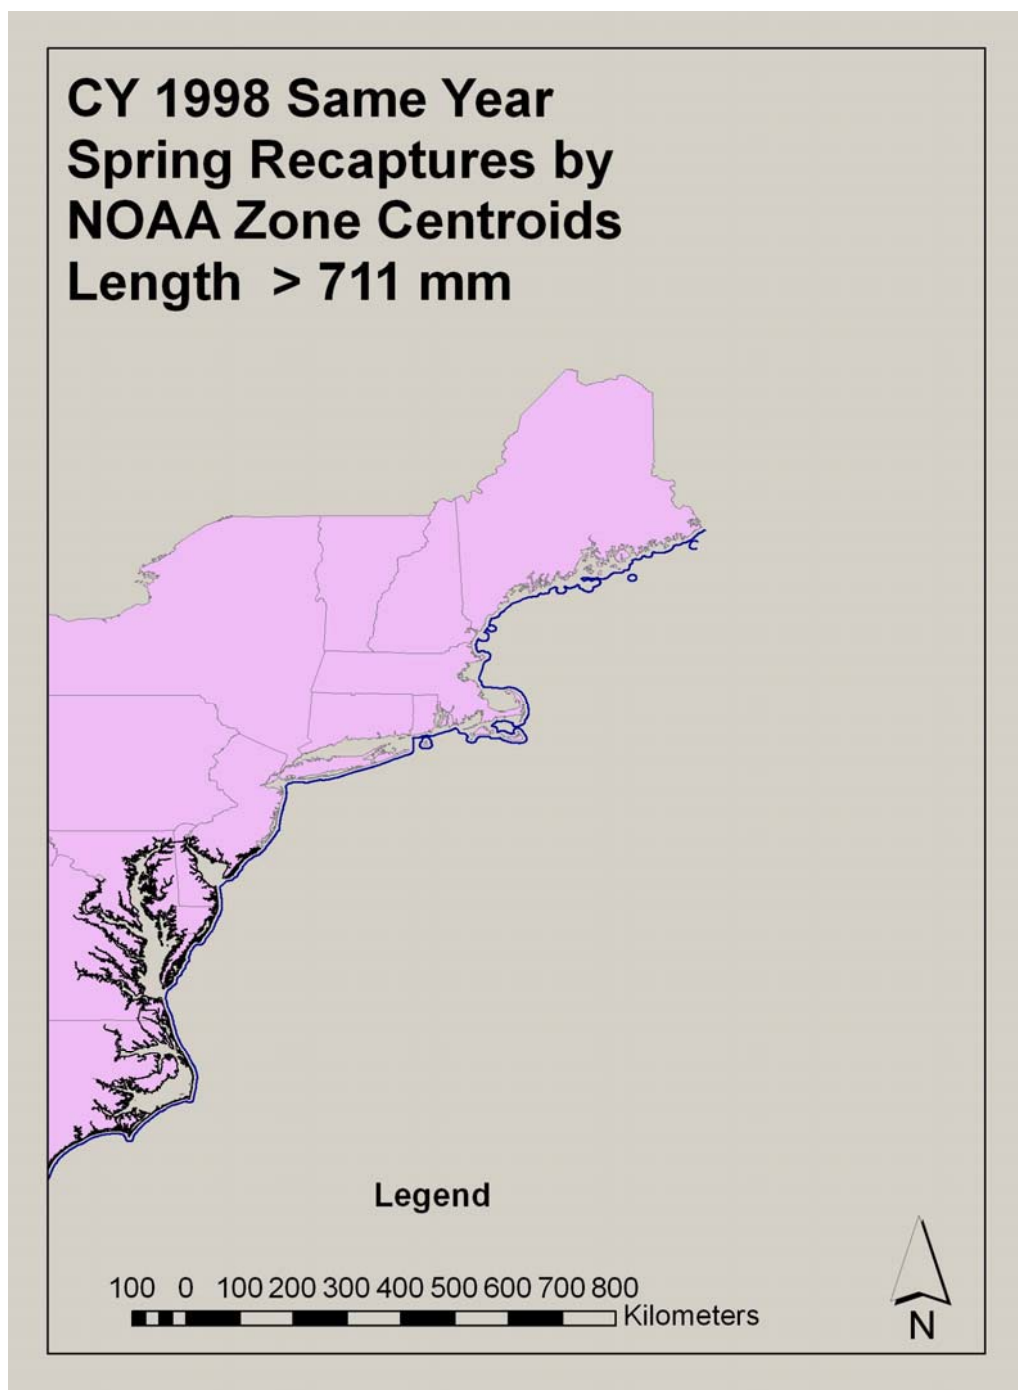 CY 1998 Same Year
Spring Recaptures by
NOAA Zone Centroids
Length > 711 mm
Legend
100 0 100 200 300 400 500 600 700 800
Kilometers
N